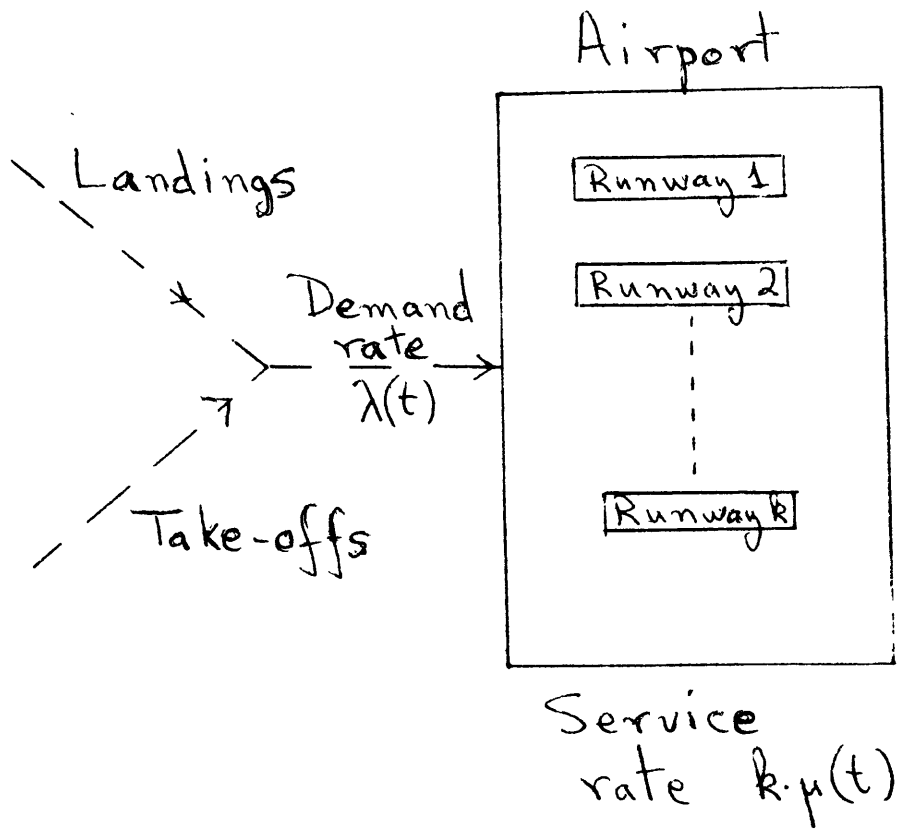 Airport
Landings
Runway 1
Runway 2
Demand
rate
λ(t)
Runway k
Take-offs
Service
rate k·μ(t)